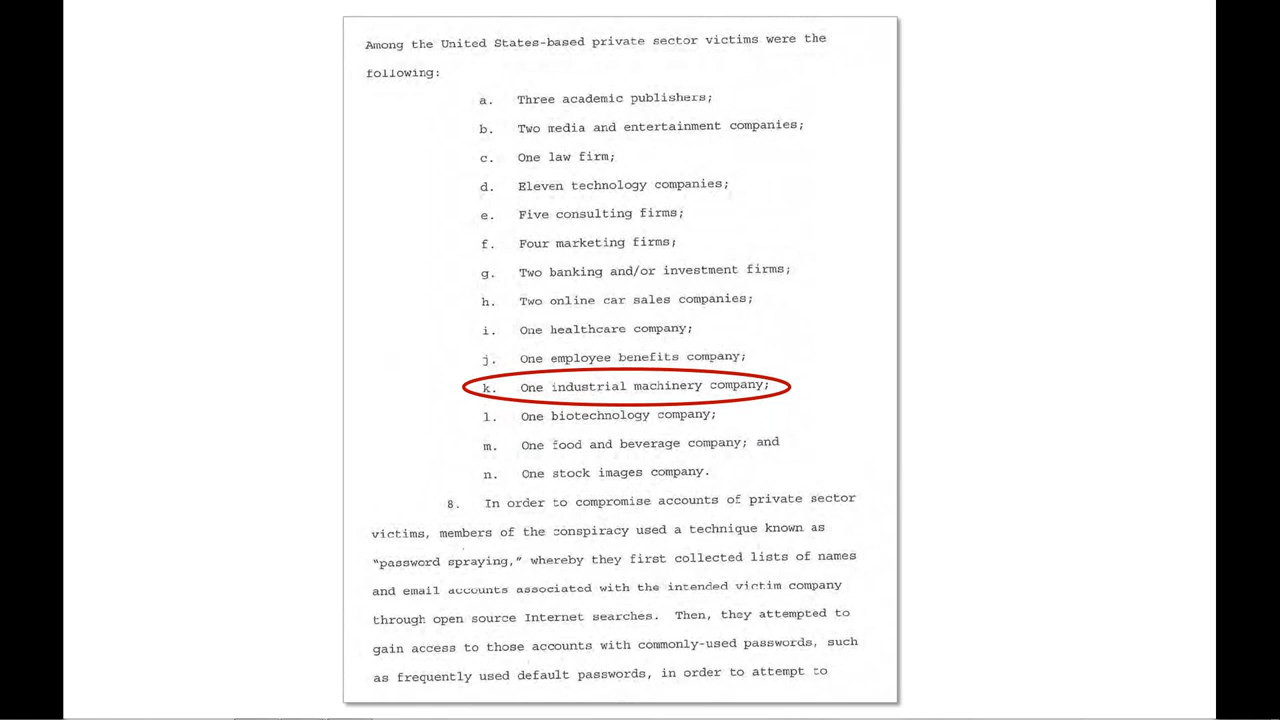 Among the United States-based private sector victims were the
following:
a. Three academic publishers;
b. Two media and entertainment companies;
c. One law firm;
d. Eleven technology companies;
e. Five consulting firms;
f. Four marketing firms;
g. Two banking and/or investment firms;
h. Two online car sales companies;
i. One healthcare company;
j. One employee benefits company;
k. One industrial machinery company;
l. One biotechnology company;
m. One food and beverage company; and
n. One stock images company.
8. In order to compromise accounts of private sector
victims, members of the conspiracy used a technique known as
“password spraying,” whereby they first collected lists of names
and email accounts associated with the intended victim company
through open source Internet searches. Then, they attempted to
gain access to those accounts with commonly-used passwords, such
as frequently used default passwords, in order to attempt to